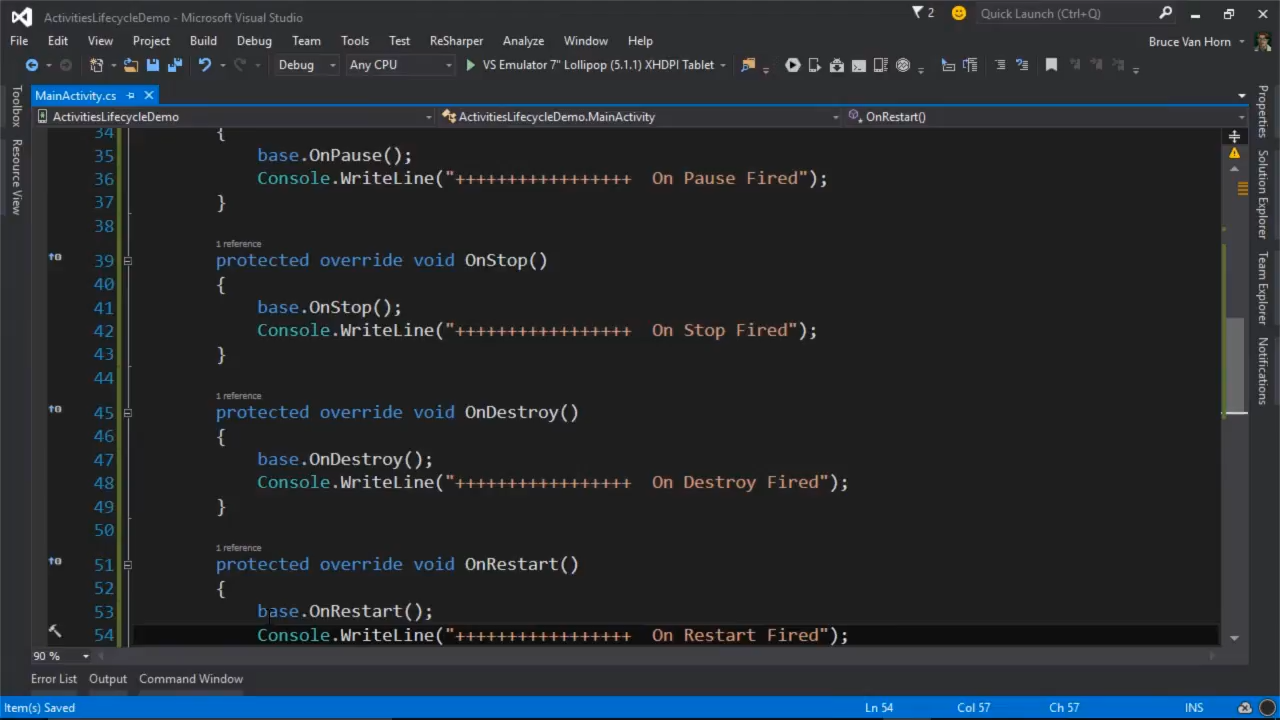 ActivitiesLifecycleDemo - Microsoft Visual Studio
2
Quick Launch (Ctrl+Q)
File Edit View Project Build Debug Team Tools Test ReSharper Analyze Window Help
Bruce Van Horn
Debug Any CPU VS Emulator 7" Lollipop (5.1.1) XHDPI Tablet
MainActivity.cs
ActivitiesLifecycleDemo ActivitiesLifecycleDemo.MainActivity OnRestart()
Toolbox
Resource View
34 {
35 base.OnPause();
36 Console.WriteLine("+++++++++++++++++  On Pause Fired");
37 }
38
1 reference
39 protected override void OnStop()
40 {
41 base.OnStop();
42 Console.WriteLine("+++++++++++++++++  On Stop Fired");
43 }
44
1 reference
45 protected override void OnDestroy()
46 {
47 base.OnDestroy();
48 Console.WriteLine("+++++++++++++++++  On Destroy Fired");
49 }
50
1 reference
51 protected override void OnRestart()
52 {
53 base.OnRestart();
54 Console.WriteLine("+++++++++++++++++  On Restart Fired");
Properties
Solution Explorer
Team Explorer
Notifications
90 %
Error List Output Command Window
Item(s) Saved Ln 54 Col 57 Ch 57 INS